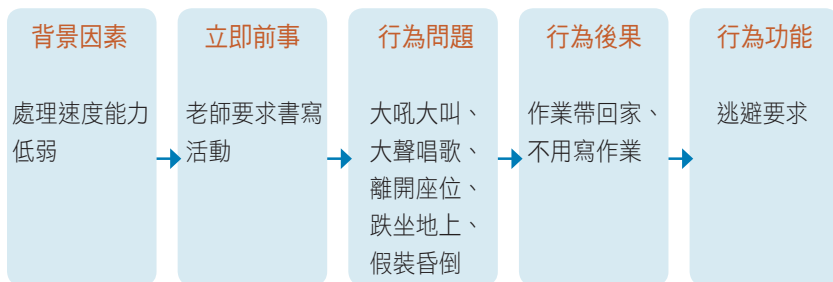 背景因素
處理速度能力
低弱
立即前事
老師要求書寫
活動
行為問題
大吼大叫、
大聲唱歌、
離開座位、
跌坐地上、
假裝昏倒
行為後果
作業帶回家、
不用寫作業
行為功能
逃避要求